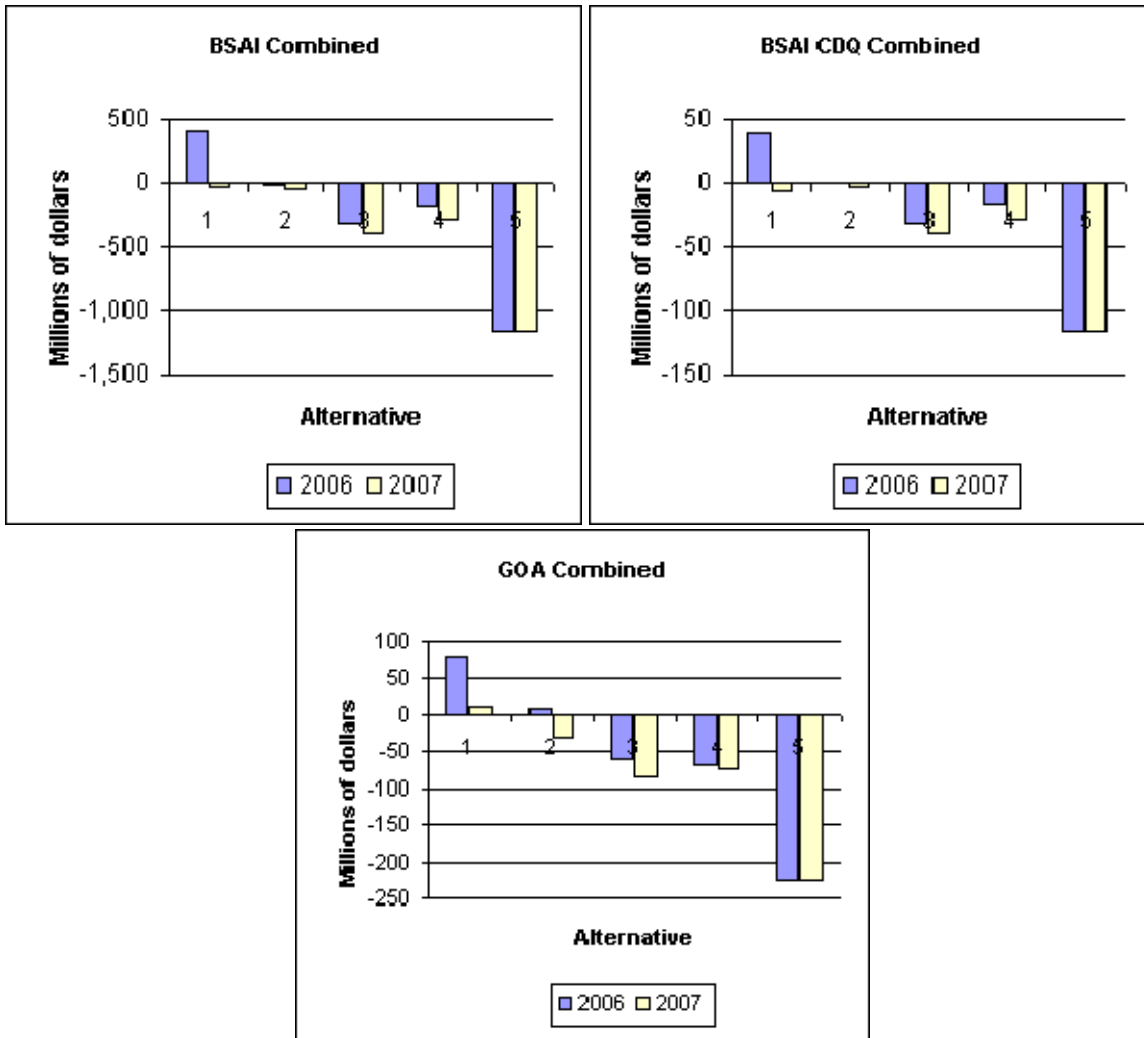 BSAI Combined
Millions of dollars
500
0
-500
-1,000
-1,500
1 2 3 4 5
Alternative
2006 2007
BSAI CDQ Combined
Millions of dollars
50
0
-50
-100
-150
1 2 3 4 5
Alternative
2006 2007
GOA Combined
Millions of dollars
100
50
0
-50
-100
-150
-200
-250
1 2 3 4 5
Alternative
2006 2007